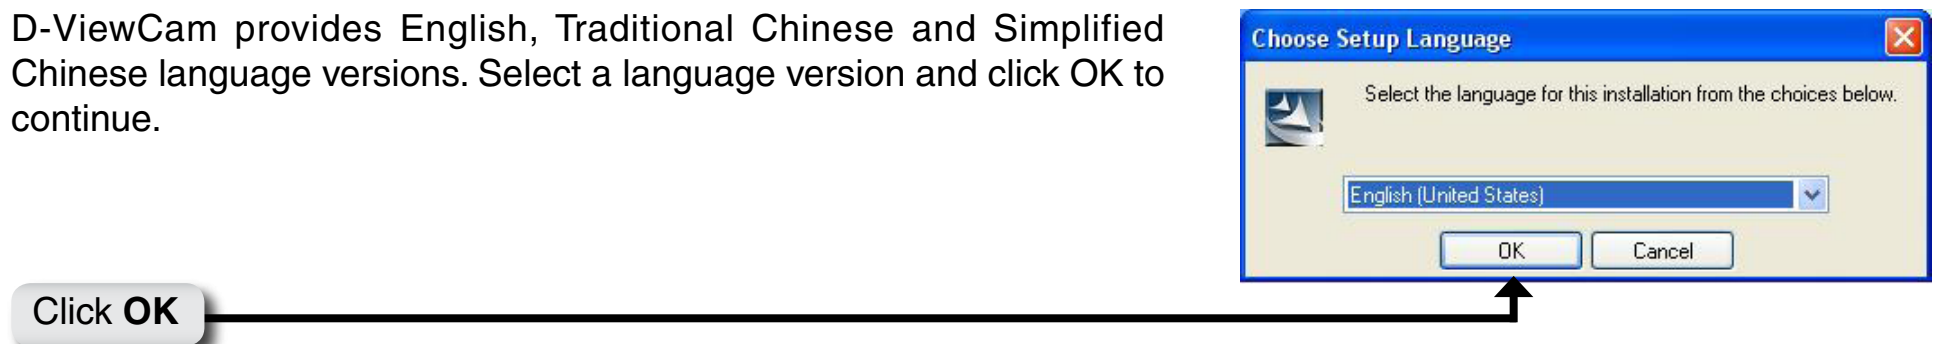 D-ViewCam provides English, Traditional Chinese and Simplified
Chinese language versions. Select a language version and click OK to
continue.
Choose Setup Language
Select the language for this installation from the choices below.
English (United States)
OK
Cancel
Click OK